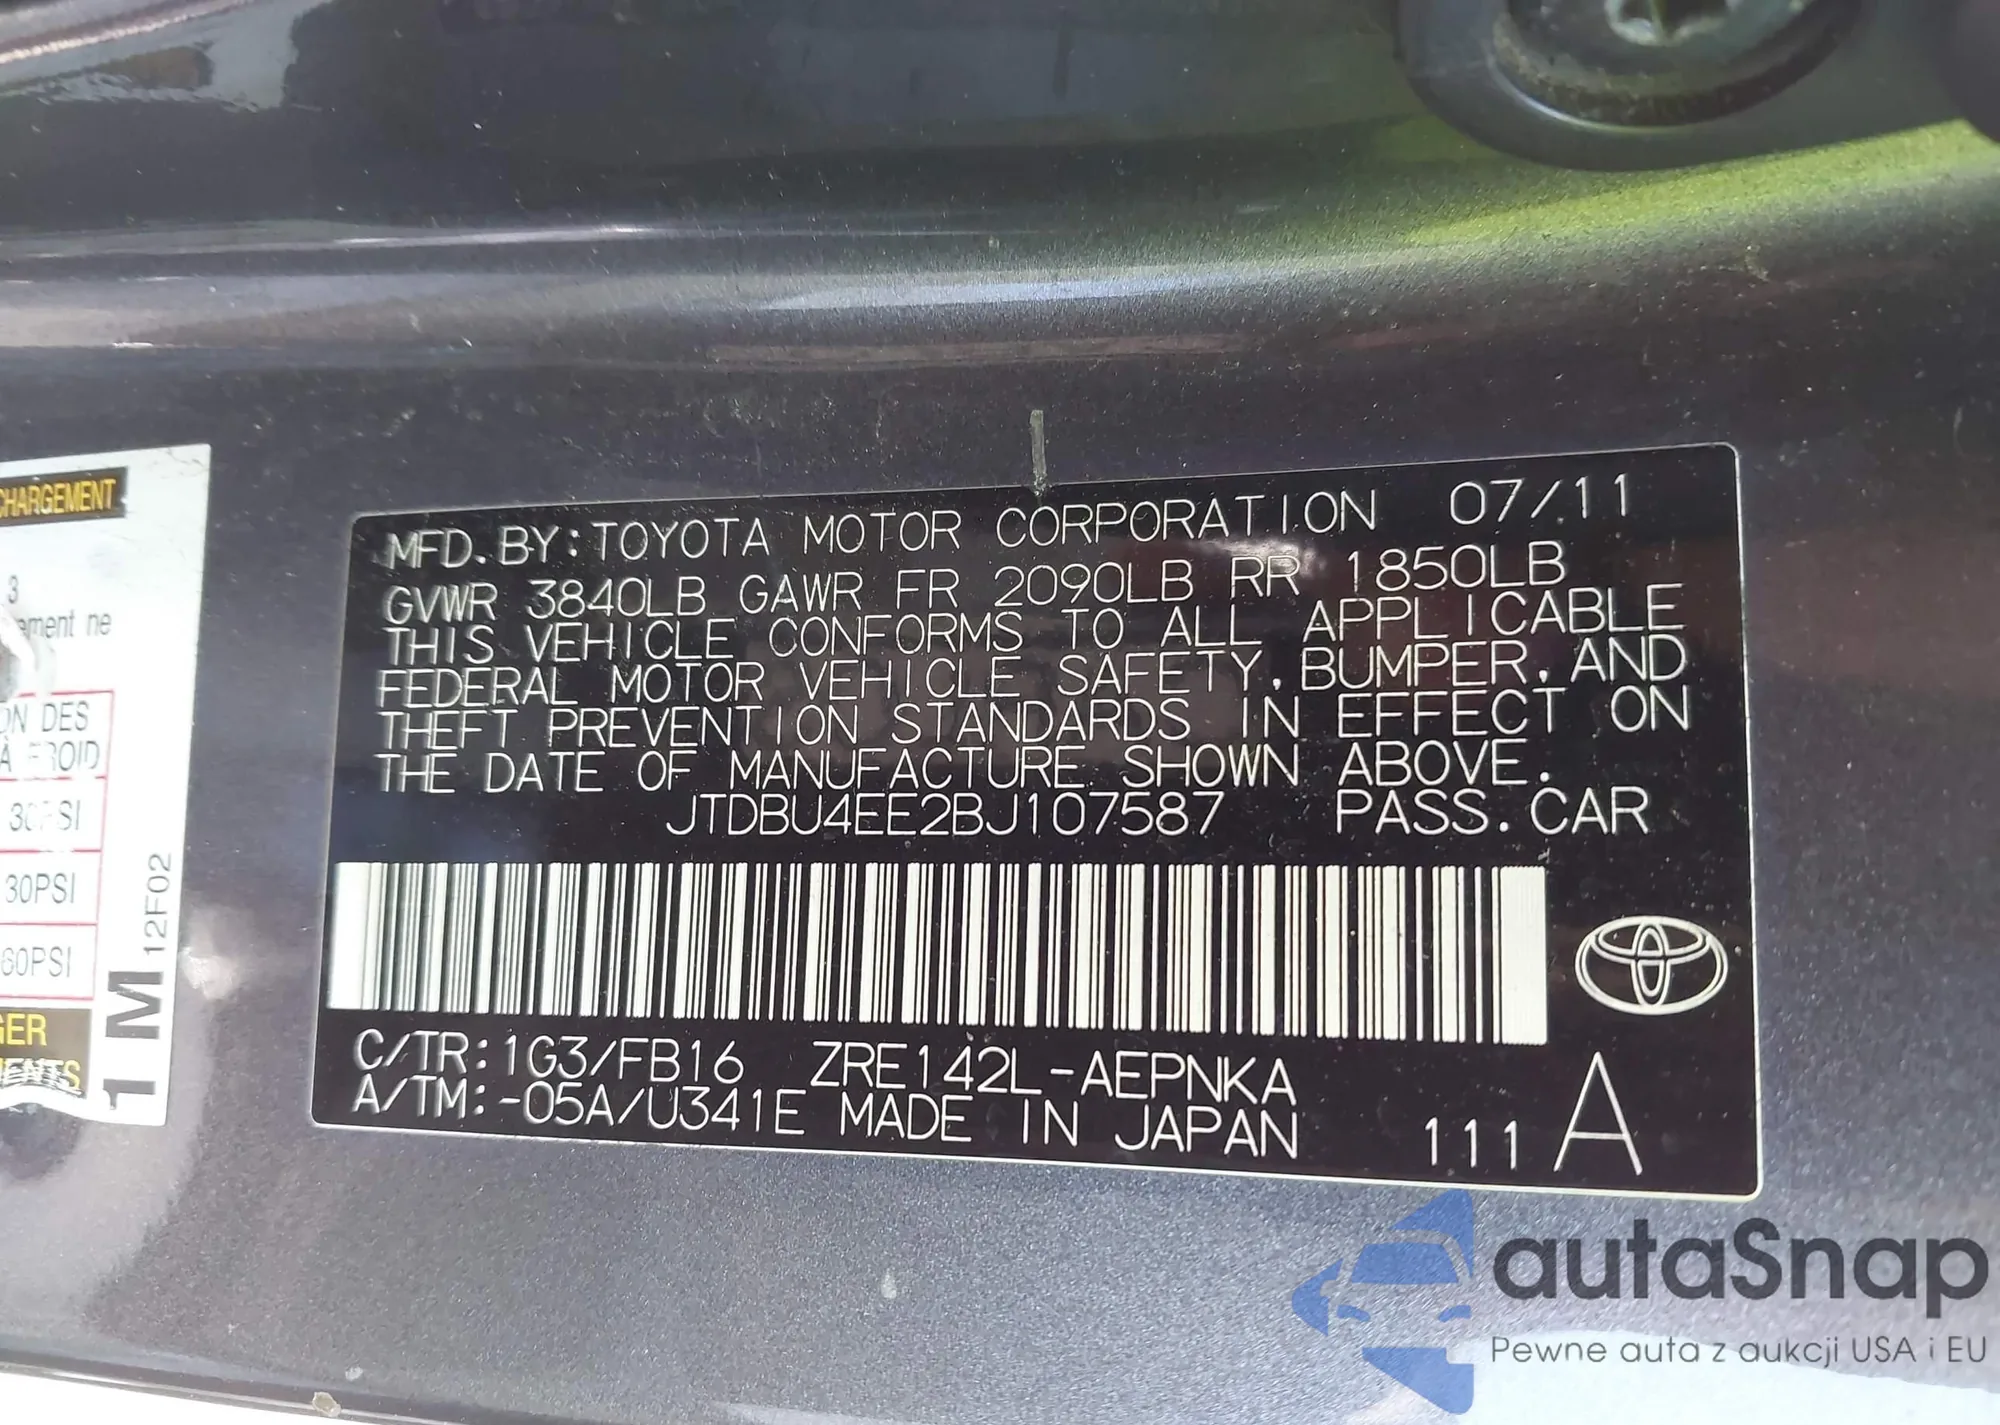 CHARGEMENT
3
ne
DES
30PSI
60PSI
12F02
1 M
MFD. BY: TOYOTA MOTOR CORPORATION 07/11
GVWR 3840LB GAWR FR 2090LB RR 1850LB
THIS VEHICLE CONFORMS TO ALL APPLICABLE
FEDERAL MOTOR VEHICLE SAFETY, BUMPER, AND
THEFT PREVENTION STANDARDS IN EFFECT ON
THE DATE OF MANUFACTURE SHOWN ABOVE.
JTDBU4EE2BJ107587 PASS. CAR
C/TR: 1G3/FB16 ZRE142L-AEPNKA
A/TM: -05A/U341E MADE IN JAPAN 111 A
autaSnap
Pewne auta z aukcji USA i EU